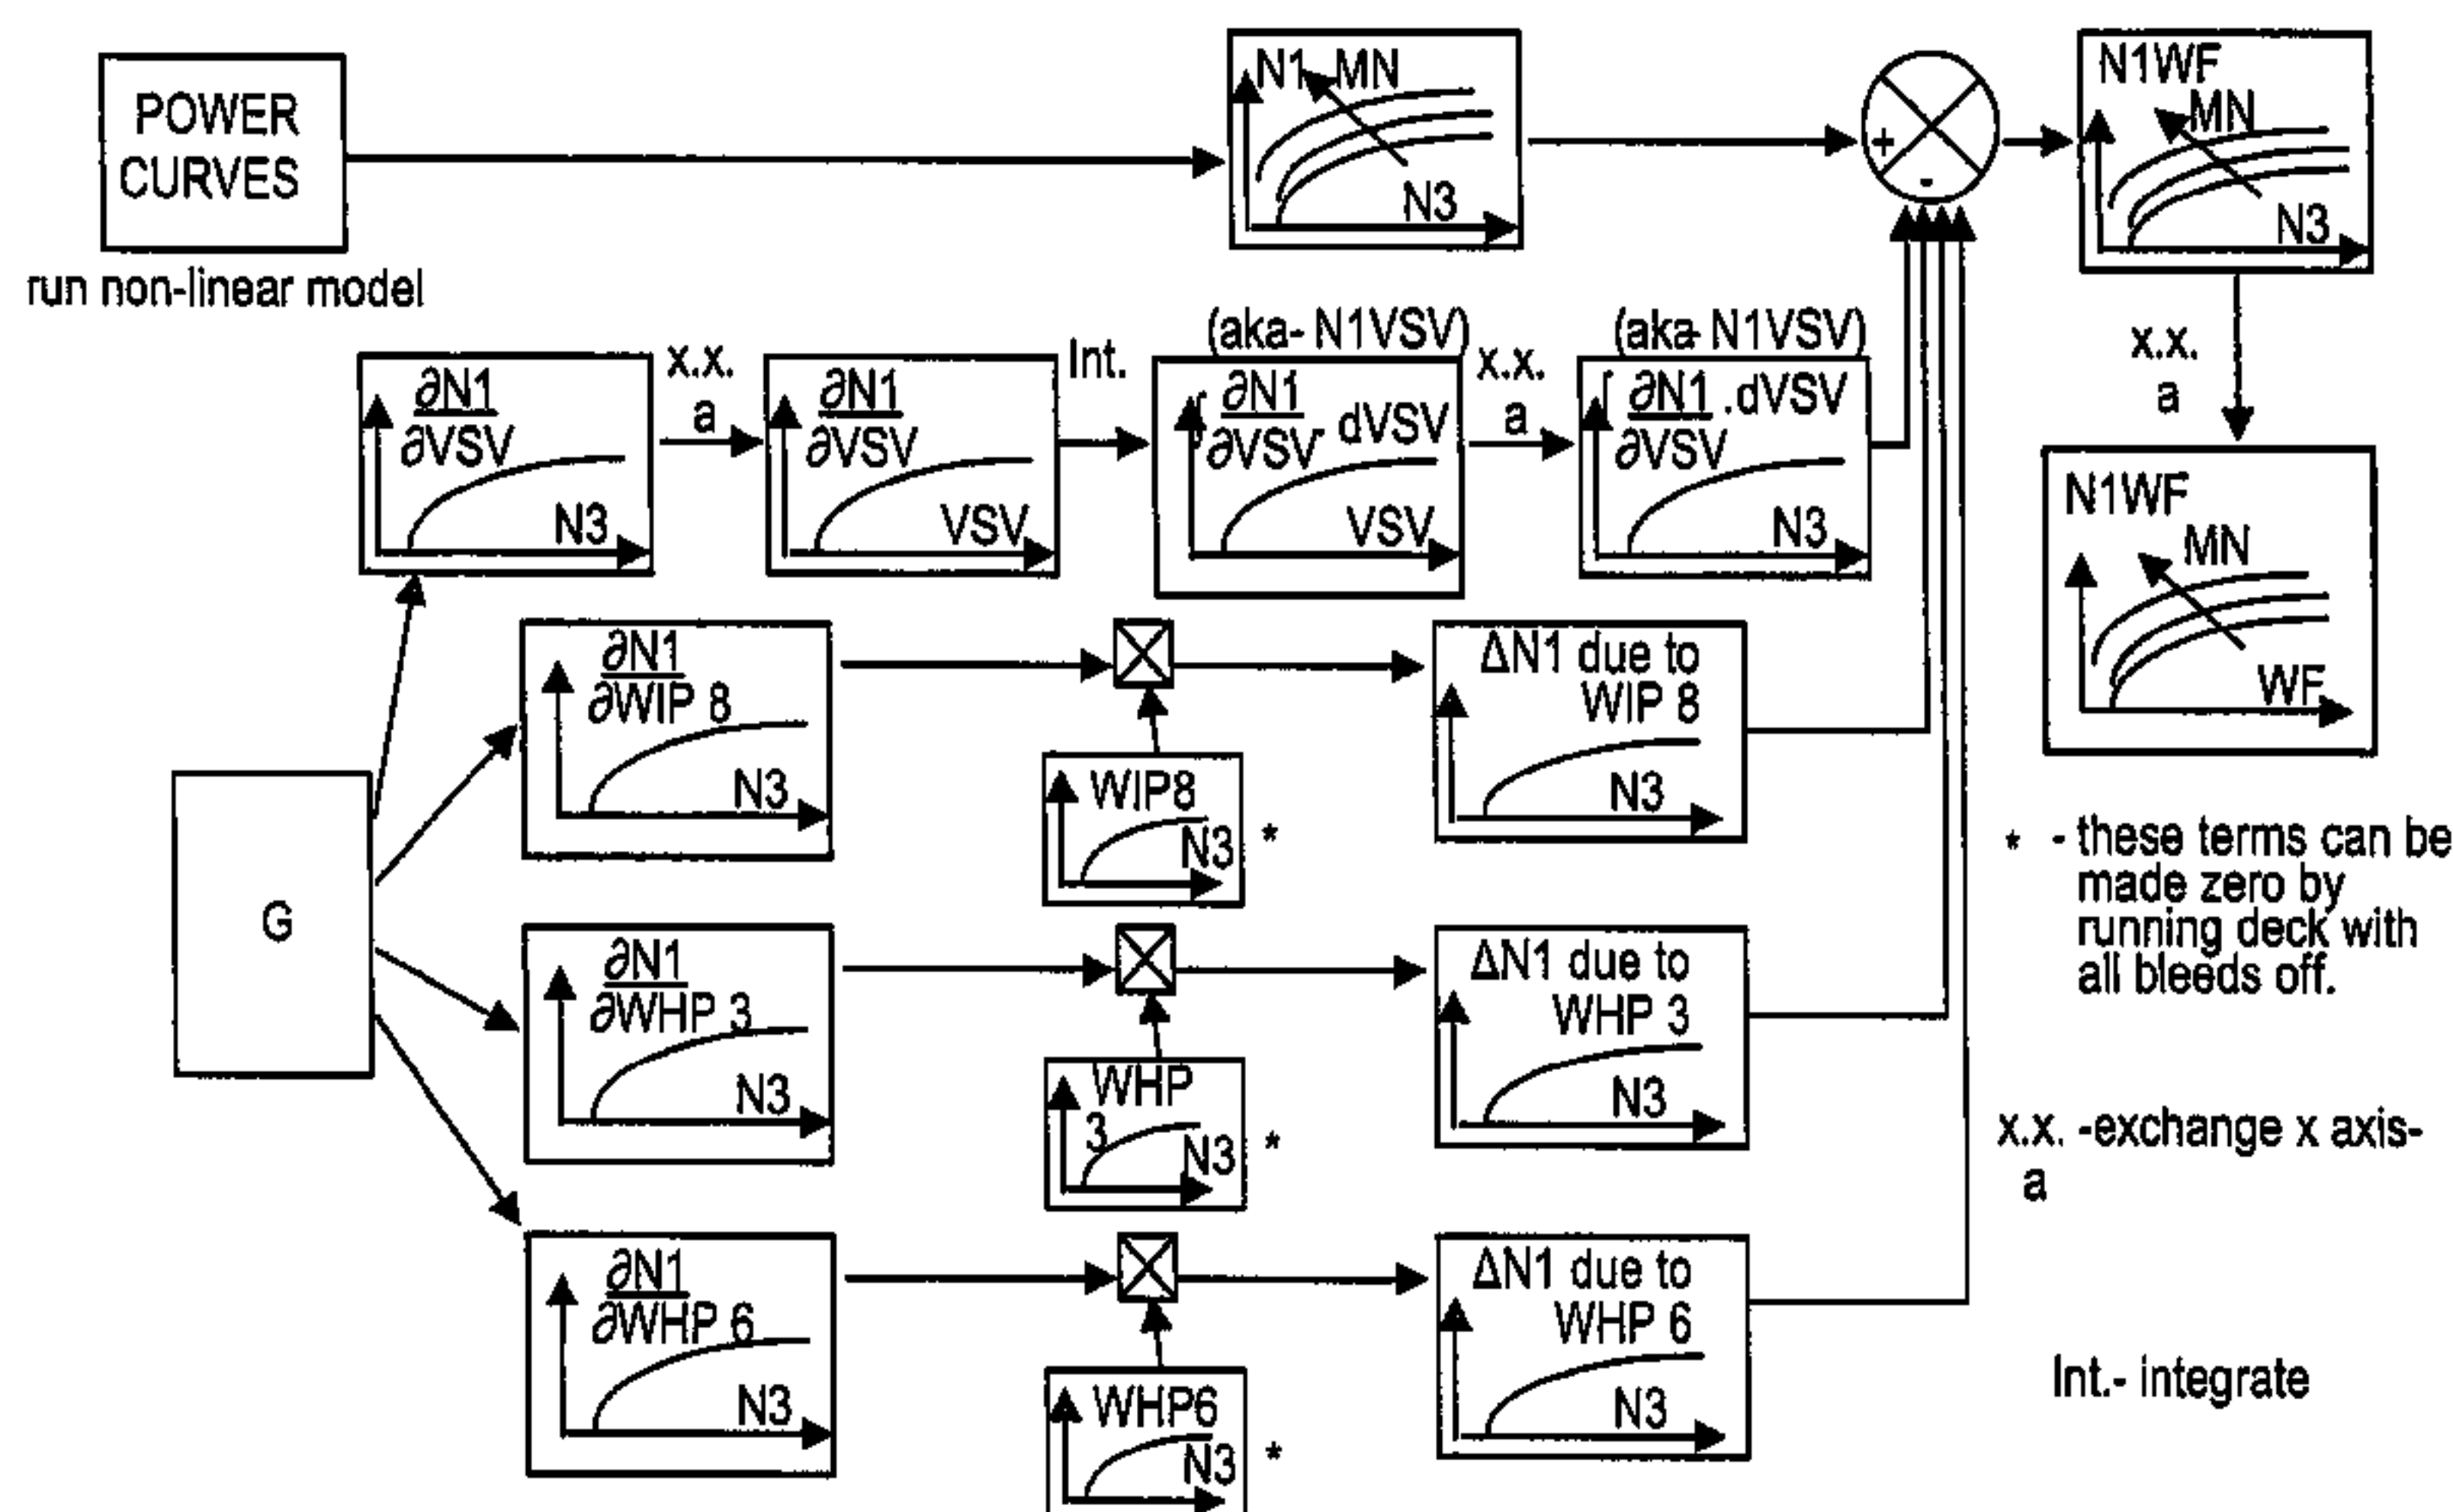 POWER
CURVES
run non-linear model
N1 MN
N3
+
-
N1WF
MN
N3
x.x.
a
N1WF
MN
WF
∂N1
∂VSV
N3
x.x.
a
∂N1
∂VSV
VSV
Int.
(aka- N1VSV)
∫ ∂N1
∂VSV . dVSV
VSV
x.x.
a
(aka- N1VSV)
∫ ∂N1 .dVSV
∂VSV
N3
G
∂N1
∂WIP 8
N3
WIP8
N3 *
ΔN1 due to
WIP 8
N3
∂N1
∂WHP 3
N3
WHP
3
N3 *
ΔN1 due to
WHP 3
N3
∂N1
∂WHP 6
N3
WHP6
N3 *
ΔN1 due to
WHP 6
N3
* - these terms can be
made zero by
running deck with
all bleeds off.
x.x. -exchange x axis-
a
Int.- integrate